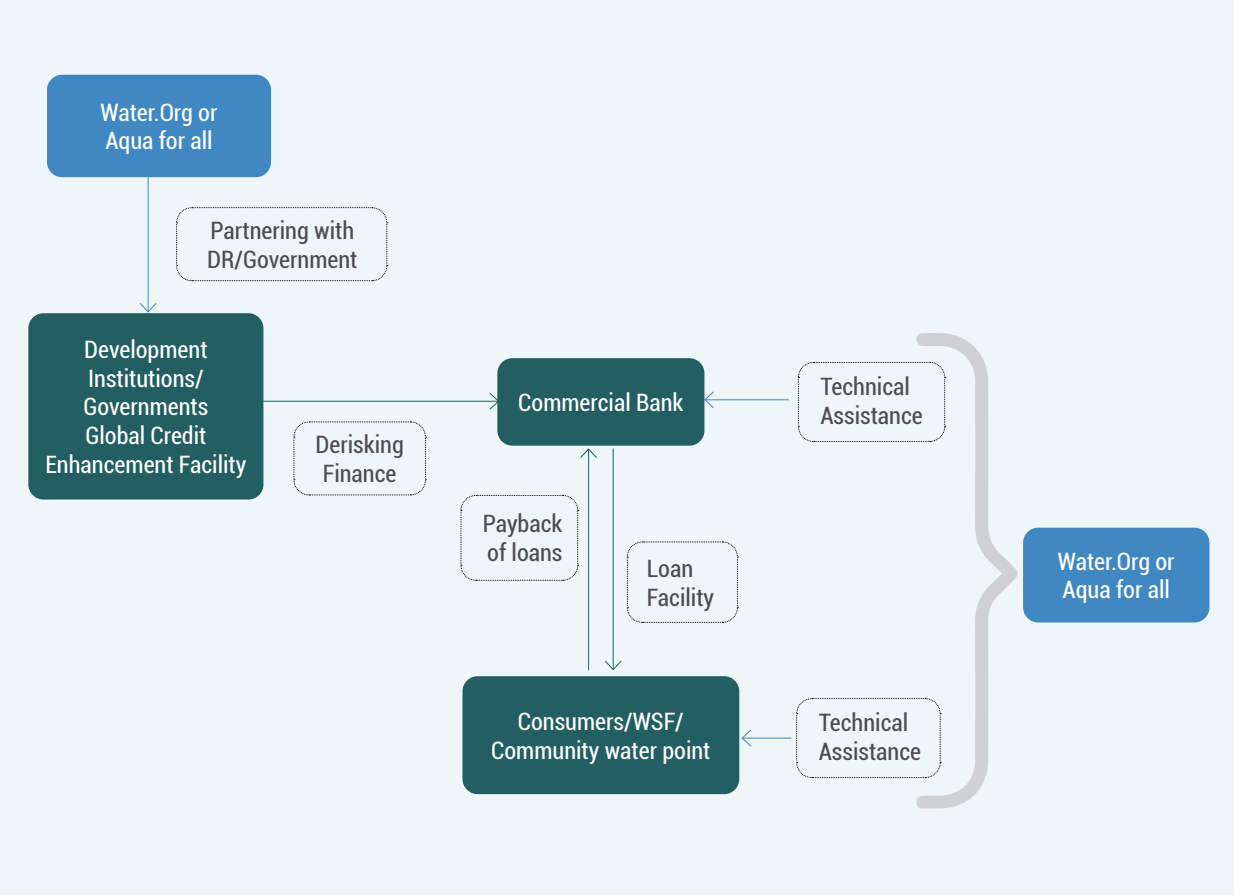 Water.Org or
Aqua for all
Partnering with
DR/Government
Development
Institutions/
Governments
Global Credit
Enhancement Facility
Derisking
Finance
Commercial Bank
Technical
Assistance
Payback
of loans
Loan
Facility
Water.Org or
Aqua for all
Consumers/WSF/
Community water point
Technical
Assistance